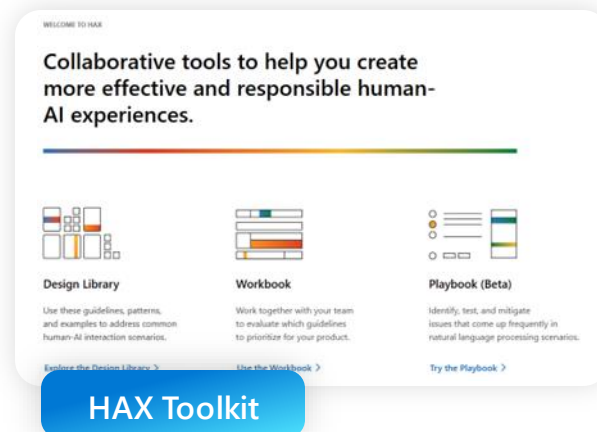 WELCOME TO HAX
Collaborative tools to help you create
more effective and responsible human-
AI experiences.
Design Library
Use these guidelines, patterns,
and examples to address common
human-AI interaction scenarios.
Explore the Design Library >
Workbook
Work together with your team
to evaluate which guidelines
to prioritize for your product.
Use the Workbook >
Playbook (Beta)
Identify, test, and mitigate
issues that come up frequently in
natural language processing scenarios.
Try the Playbook >
HAX Toolkit